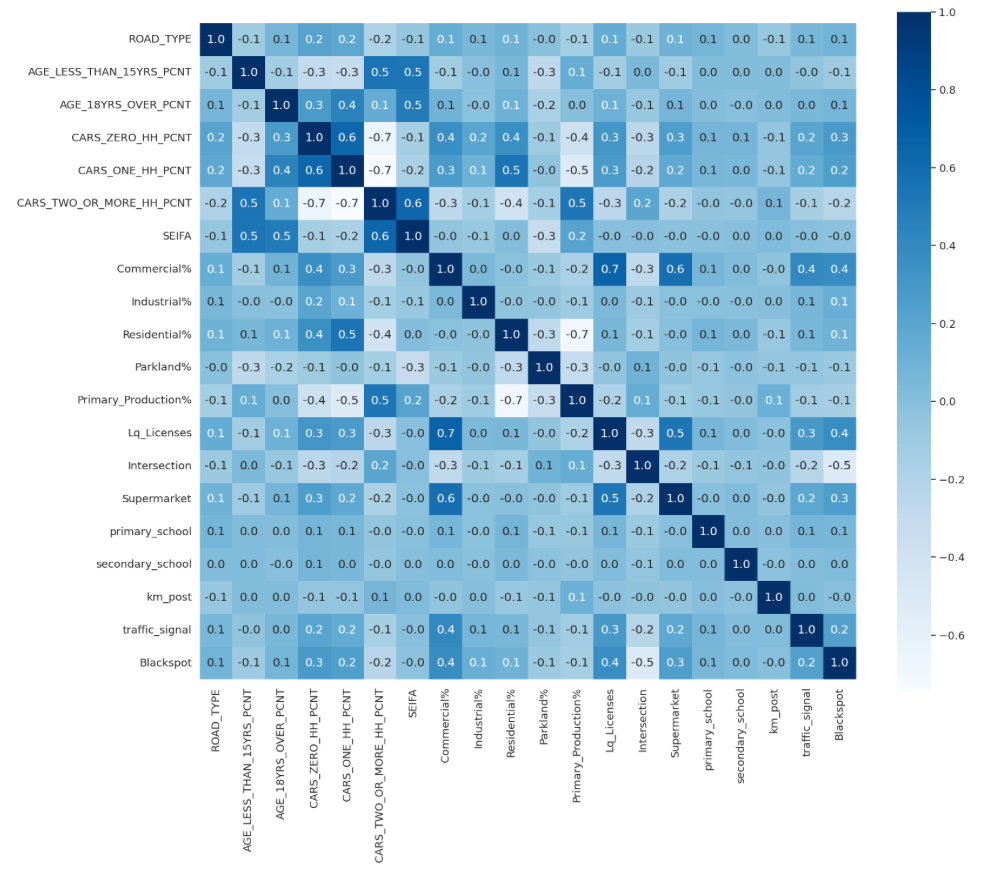 ROAD_TYPE 1.0 -0.1 0.1 0.2 0.2 -0.2 -0.1 0.1 0.1 0.1 -0.0 -0.1 0.1 -0.1 0.1 0.1 0.0 -0.1 0.1 0.1
AGE_LESS_THAN_15YRS_PCNT -0.1 1.0 -0.1 -0.3 -0.3 0.5 0.5 -0.1 -0.0 0.1 -0.3 0.1 -0.1 0.0 -0.1 0.0 0.0 0.0 -0.0 -0.1
AGE_18YRS_OVER_PCNT 0.1 -0.1 1.0 0.3 0.4 0.1 0.5 0.1 -0.0 0.1 -0.2 0.0 0.1 -0.1 0.1 0.0 -0.0 0.0 0.0 0.1
CARS_ZERO_HH_PCNT 0.2 -0.3 0.3 1.0 0.6 -0.7 -0.1 0.4 0.2 0.4 -0.1 -0.4 0.3 -0.3 0.3 0.1 0.1 -0.1 0.2 0.3
CARS_ONE_HH_PCNT 0.2 -0.3 0.4 0.6 1.0 -0.7 -0.2 0.3 0.1 0.5 -0.0 -0.5 0.3 -0.2 0.2 0.1 0.0 -0.1 0.2 0.2
CARS_TWO_OR_MORE_HH_PCNT -0.2 0.5 0.1 -0.7 -0.7 1.0 0.6 -0.3 -0.1 -0.4 -0.1 0.5 -0.3 0.2 -0.2 -0.0 -0.0 0.1 -0.1 -0.2
SEIFA -0.1 0.5 0.5 -0.1 -0.2 0.6 1.0 -0.0 -0.1 0.0 -0.3 0.2 -0.0 -0.0 -0.0 -0.0 -0.0 0.0 -0.0 -0.0
Commercial% 0.1 -0.1 0.1 0.4 0.3 -0.3 -0.0 1.0 0.0 -0.0 -0.1 -0.2 0.7 -0.3 0.6 0.1 0.0 -0.0 0.4 0.4
Industrial% 0.1 -0.0 -0.0 0.2 0.1 -0.1 -0.1 0.0 1.0 -0.0 -0.0 -0.1 0.0 -0.1 -0.0 -0.0 -0.0 0.0 0.1 0.1
Residential% 0.1 0.1 0.1 0.4 0.5 -0.4 0.0 -0.0 -0.0 1.0 -0.3 -0.7 0.1 -0.1 -0.0 0.1 0.0 -0.0 0.1 0.1
Parkland% -0.0 -0.3 -0.2 -0.1 -0.0 -0.1 -0.3 -0.1 -0.0 -0.3 1.0 -0.3 -0.0 0.1 -0.0 -0.1 -0.0 -0.0 -0.1 -0.1
Primary_Production% -0.1 0.1 0.0 -0.4 -0.5 0.5 0.2 -0.2 -0.1 -0.7 -0.3 1.0 -0.2 0.1 -0.1 -0.1 -0.0 0.1 -0.1 -0.1
Lq_Licenses 0.1 -0.1 0.1 0.3 0.3 -0.3 -0.0 0.7 0.0 0.1 -0.0 -0.2 1.0 -0.3 0.5 0.1 0.0 -0.0 0.3 0.4
Intersection -0.1 0.0 -0.1 -0.3 -0.2 0.2 -0.0 -0.3 -0.1 -0.1 0.1 0.1 -0.3 1.0 -0.2 -0.1 -0.1 -0.0 -0.2 -0.5
Supermarket 0.1 -0.1 0.1 0.3 0.2 -0.2 -0.0 0.6 -0.0 -0.0 -0.0 -0.1 0.5 -0.2 1.0 -0.0 0.0 -0.0 0.2 0.3
primary_school 0.1 0.0 0.0 0.1 0.1 -0.0 -0.0 0.1 -0.0 0.1 -0.1 -0.1 0.1 -0.1 -0.0 1.0 0.0 -0.0 0.1 0.1
secondary_school 0.0 0.0 -0.0 0.1 0.0 -0.0 -0.0 0.0 -0.0 0.0 -0.0 -0.0 0.0 -0.1 0.0 0.0 1.0 -0.0 0.0 0.0
km_post -0.1 0.0 0.0 -0.1 -0.1 0.1 0.0 -0.0 0.0 -0.0 -0.0 0.1 -0.0 -0.0 -0.0 -0.0 -0.0 1.0 0.0 -0.0
traffic_signal 0.1 -0.0 0.0 0.2 0.2 -0.1 -0.0 0.4 0.1 0.1 -0.1 -0.1 0.3 -0.2 0.2 0.1 0.0 0.0 1.0 0.2
Blackspot 0.1 -0.1 0.1 0.3 0.2 -0.2 -0.0 0.4 0.1 0.1 -0.1 -0.1 0.4 -0.5 0.3 0.1 0.0 -0.0 0.2 1.0
ROAD_TYPE
AGE_LESS_THAN_15YRS_PCNT
AGE_18YRS_OVER_PCNT
CARS_ZERO_HH_PCNT
CARS_ONE_HH_PCNT
CARS_TWO_OR_MORE_HH_PCNT
SEIFA
Commercial%
Industrial%
Residential%
Parkland%
Primary_Production%
Lq_Licenses
Intersection
Supermarket
primary_school
secondary_school
km_post
traffic_signal
Blackspot
1.0
0.8
0.6
0.4
0.2
0.0
−0.2
−0.4
−0.6